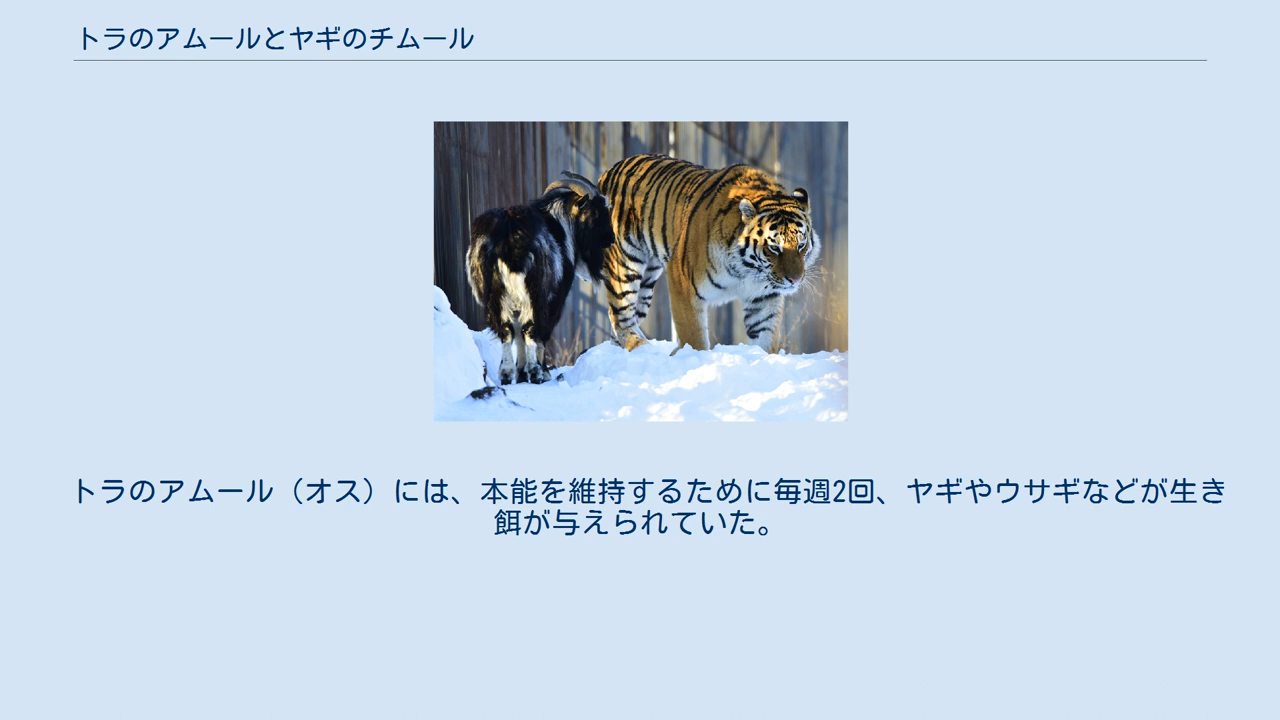 トラのアムールとヤギのチムール
トラのアムール（オス）には、本能を維持するために毎週2回、ヤギやウサギなどが生き
餌が与えられていた。